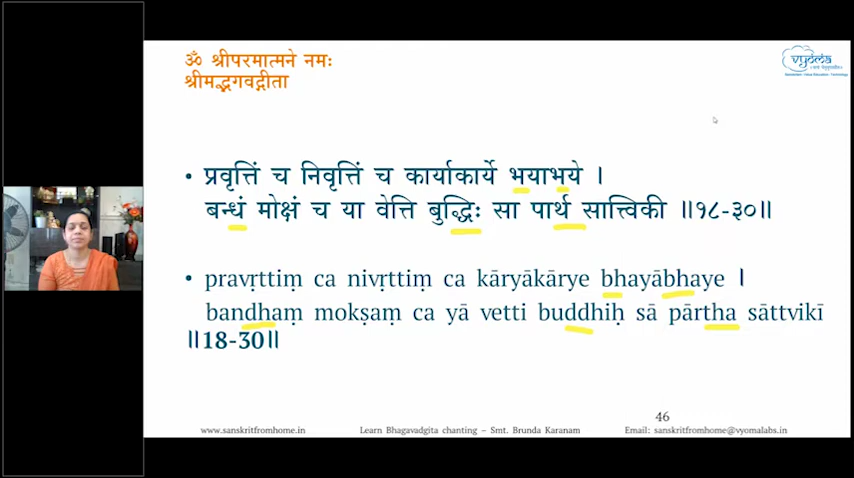 ॐ श्रीपरमात्मने नमः
श्रीमद्भगवद्गीता
vyoma
• प्रवृत्तिं च निवृत्तिं च कार्याकार्ये भयाभये ।
बन्धं मोक्षं च या वेत्ति बुद्धिः सा पार्थ सात्त्विकी ॥१८-३०॥
• pravṛttiṃ ca nivṛttiṃ ca kāryākārye bhayābhaye ।
bandhaṃ mokṣaṃ ca yā vetti buddhiḥ sā pārtha sāttvikī
॥18-30॥
46
www.sanskritfromhome.in Learn Bhagavadgita chanting – Smt. Brunda Karanam Email: sanskritfromhome@vyomalabs.in